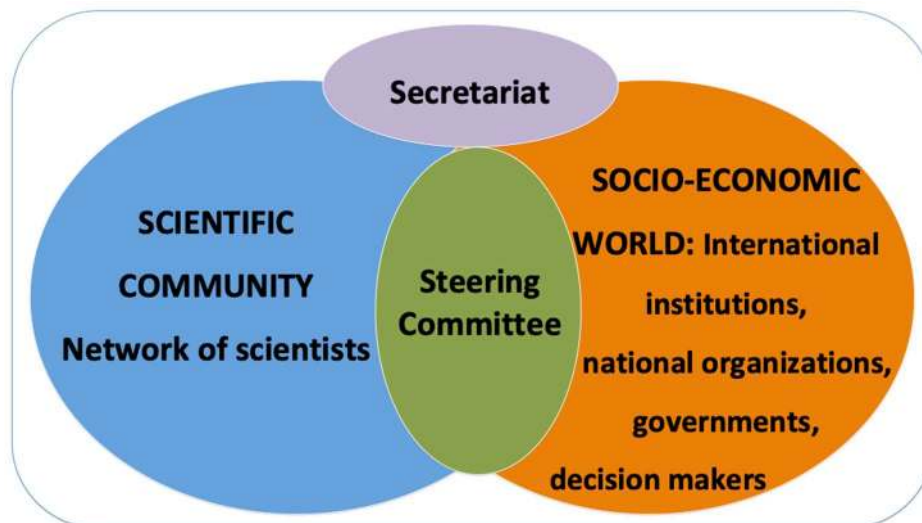 Secretariat
SCIENTIFIC
COMMUNITY
Network of scientists
Steering
Committee
SOCIO-ECONOMIC
WORLD: International
institutions,
national organizations,
governments,
decision makers